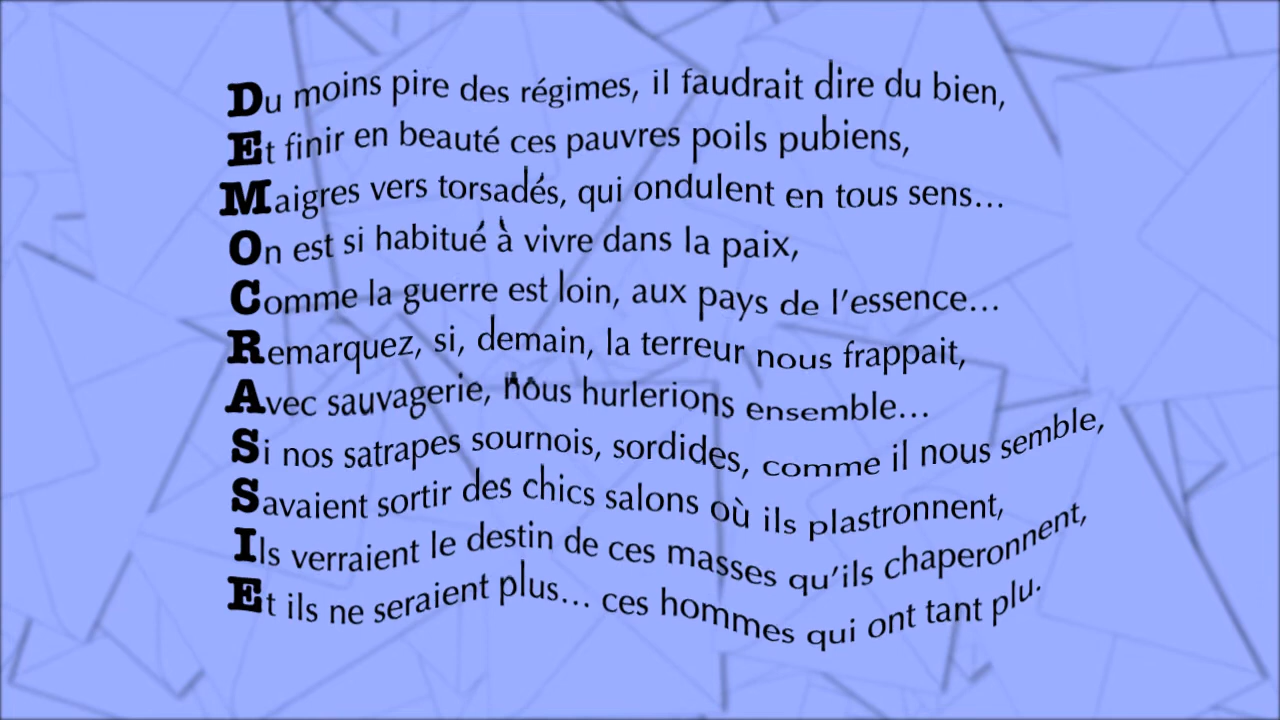 Du moins pire des régimes, il faudrait dire du bien,
Et finir en beauté ces pauvres poils pubiens,
Maigres vers torsadés, qui ondulent en tous sens...
On est si habitué à vivre dans la paix,
Comme la guerre est loin, aux pays de l'essence...
Remarquez, si, demain, la terreur nous frappait,
Avec sauvagerie, nous hurlerions ensemble...
Si nos satrapes sournois, sordides, comme il nous semble,
Savaient sortir des chics salons où ils plastronnent,
Ils verraient le destin de ces masses qu'ils chaperonnent,
Et ils ne seraient plus... ces hommes qui ont tant plu.